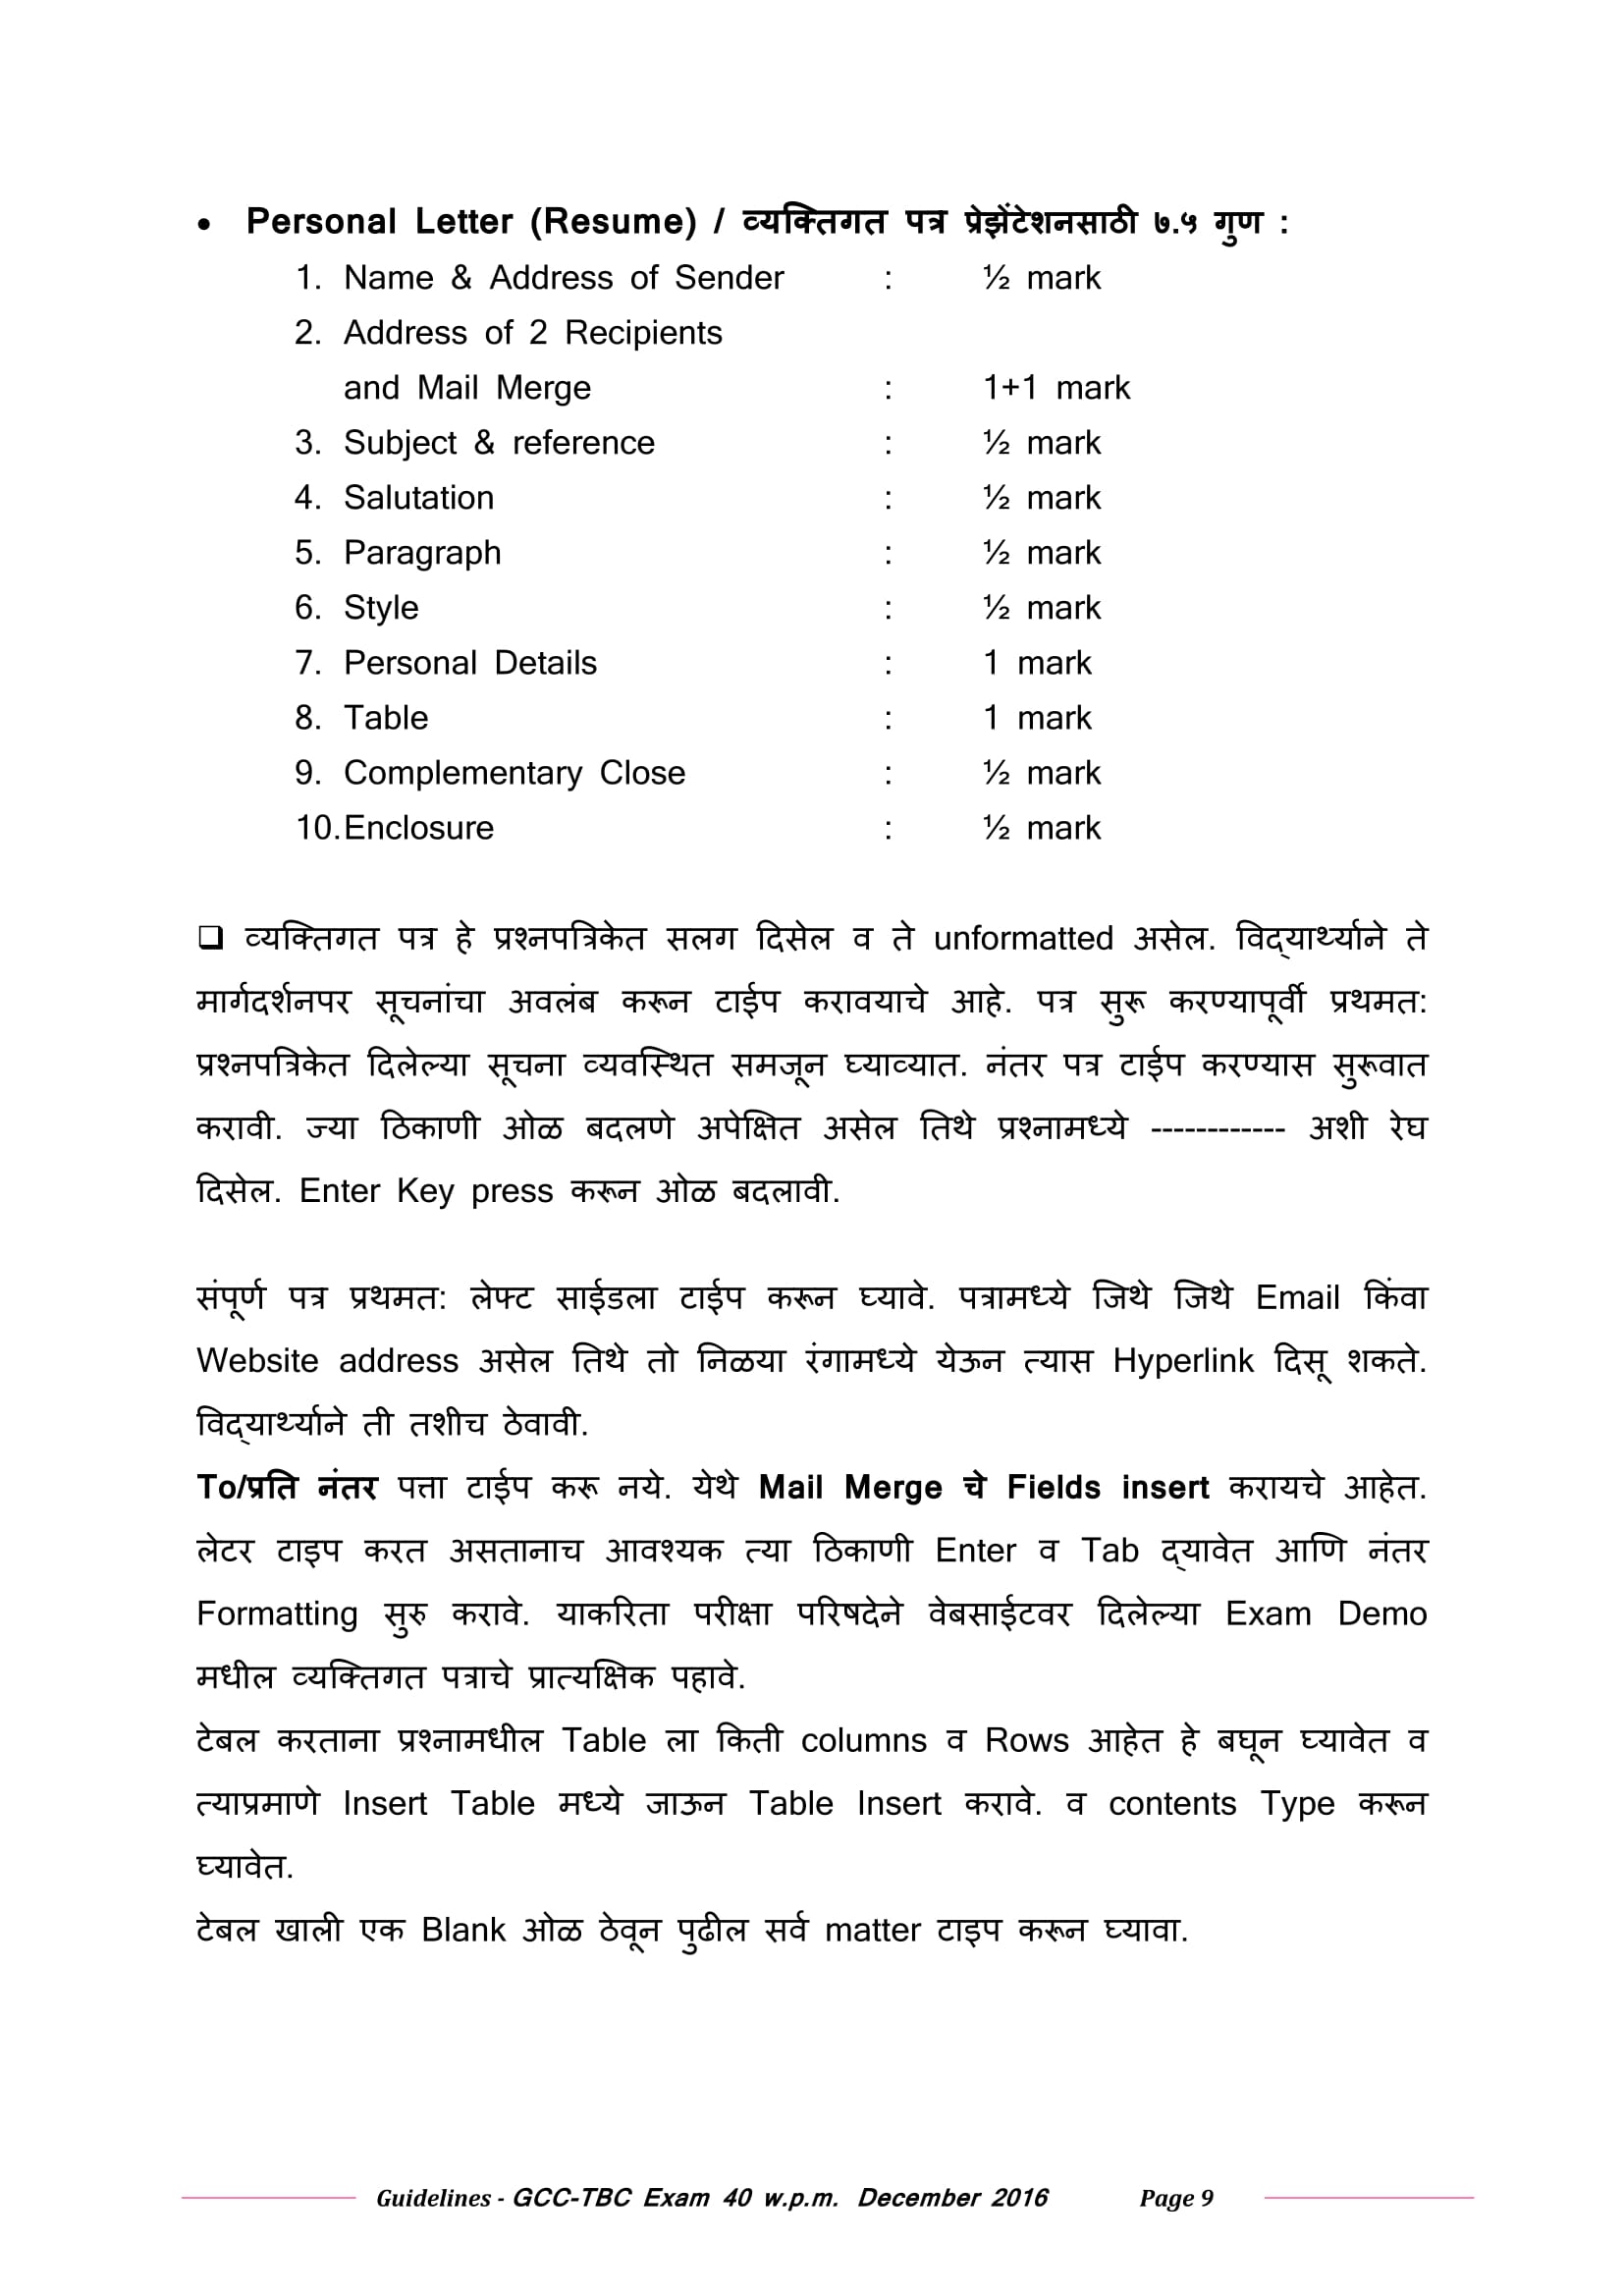 • Personal Letter (Resume) / व्यक्तिगत पत्र प्रेझेंटेशनसाठी ७.५ गुण :
1. Name & Address of Sender : ½ mark
2. Address of 2 Recipients
and Mail Merge : 1+1 mark
3. Subject & reference : ½ mark
4. Salutation : ½ mark
5. Paragraph : ½ mark
6. Style : ½ mark
7. Personal Details : 1 mark
8. Table : 1 mark
9. Complementary Close : ½ mark
10. Enclosure : ½ mark
❑ व्यक्तिगत पत्र हे प्रश्नपत्रिकेत सलग दिसेल व ते unformatted असेल. विद्यार्थ्याने ते
मार्गदर्शनपर सूचनांचा अवलंब करून टाईप करावयाचे आहे. पत्र सुरू करण्यापूर्वी प्रथमत:
प्रश्नपत्रिकेत दिलेल्या सूचना व्यवस्थित समजून घ्याव्यात. नंतर पत्र टाईप करण्यास सुरूवात
करावी. ज्या ठिकाणी ओळ बदलणे अपेक्षित असेल तिथे प्रश्नामध्ये ------------ अशी रेघ
दिसेल. Enter Key press करून ओळ बदलावी.
संपूर्ण पत्र प्रथमत: लेफ्ट साईडला टाईप करून घ्यावे. पत्रामध्ये जिथे जिथे Email किंवा
Website address असेल तिथे तो निळया रंगामध्ये येऊन त्यास Hyperlink दिसू शकते.
विद्यार्थ्याने ती तशीच ठेवावी.
To/प्रति नंतर पत्ता टाईप करू नये. येथे Mail Merge चे Fields insert करायचे आहेत.
लेटर टाइप करत असतानाच आवश्यक त्या ठिकाणी Enter व Tab द्यावेत आणि नंतर
Formatting सुरु करावे. याकरिता परीक्षा परिषदेने वेबसाईटवर दिलेल्या Exam Demo
मधील व्यक्तिगत पत्राचे प्रात्यक्षिक पहावे.
टेबल करताना प्रश्नामधील Table ला किती columns व Rows आहेत हे बघून घ्यावेत व
त्याप्रमाणे Insert Table मध्ये जाऊन Table Insert करावे. व contents Type करून
घ्यावेत.
टेबल खाली एक Blank ओळ ठेवून पुढील सर्व matter टाइप करून घ्यावा.
Guidelines - GCC-TBC Exam 40 w.p.m. December 2016 Page 9